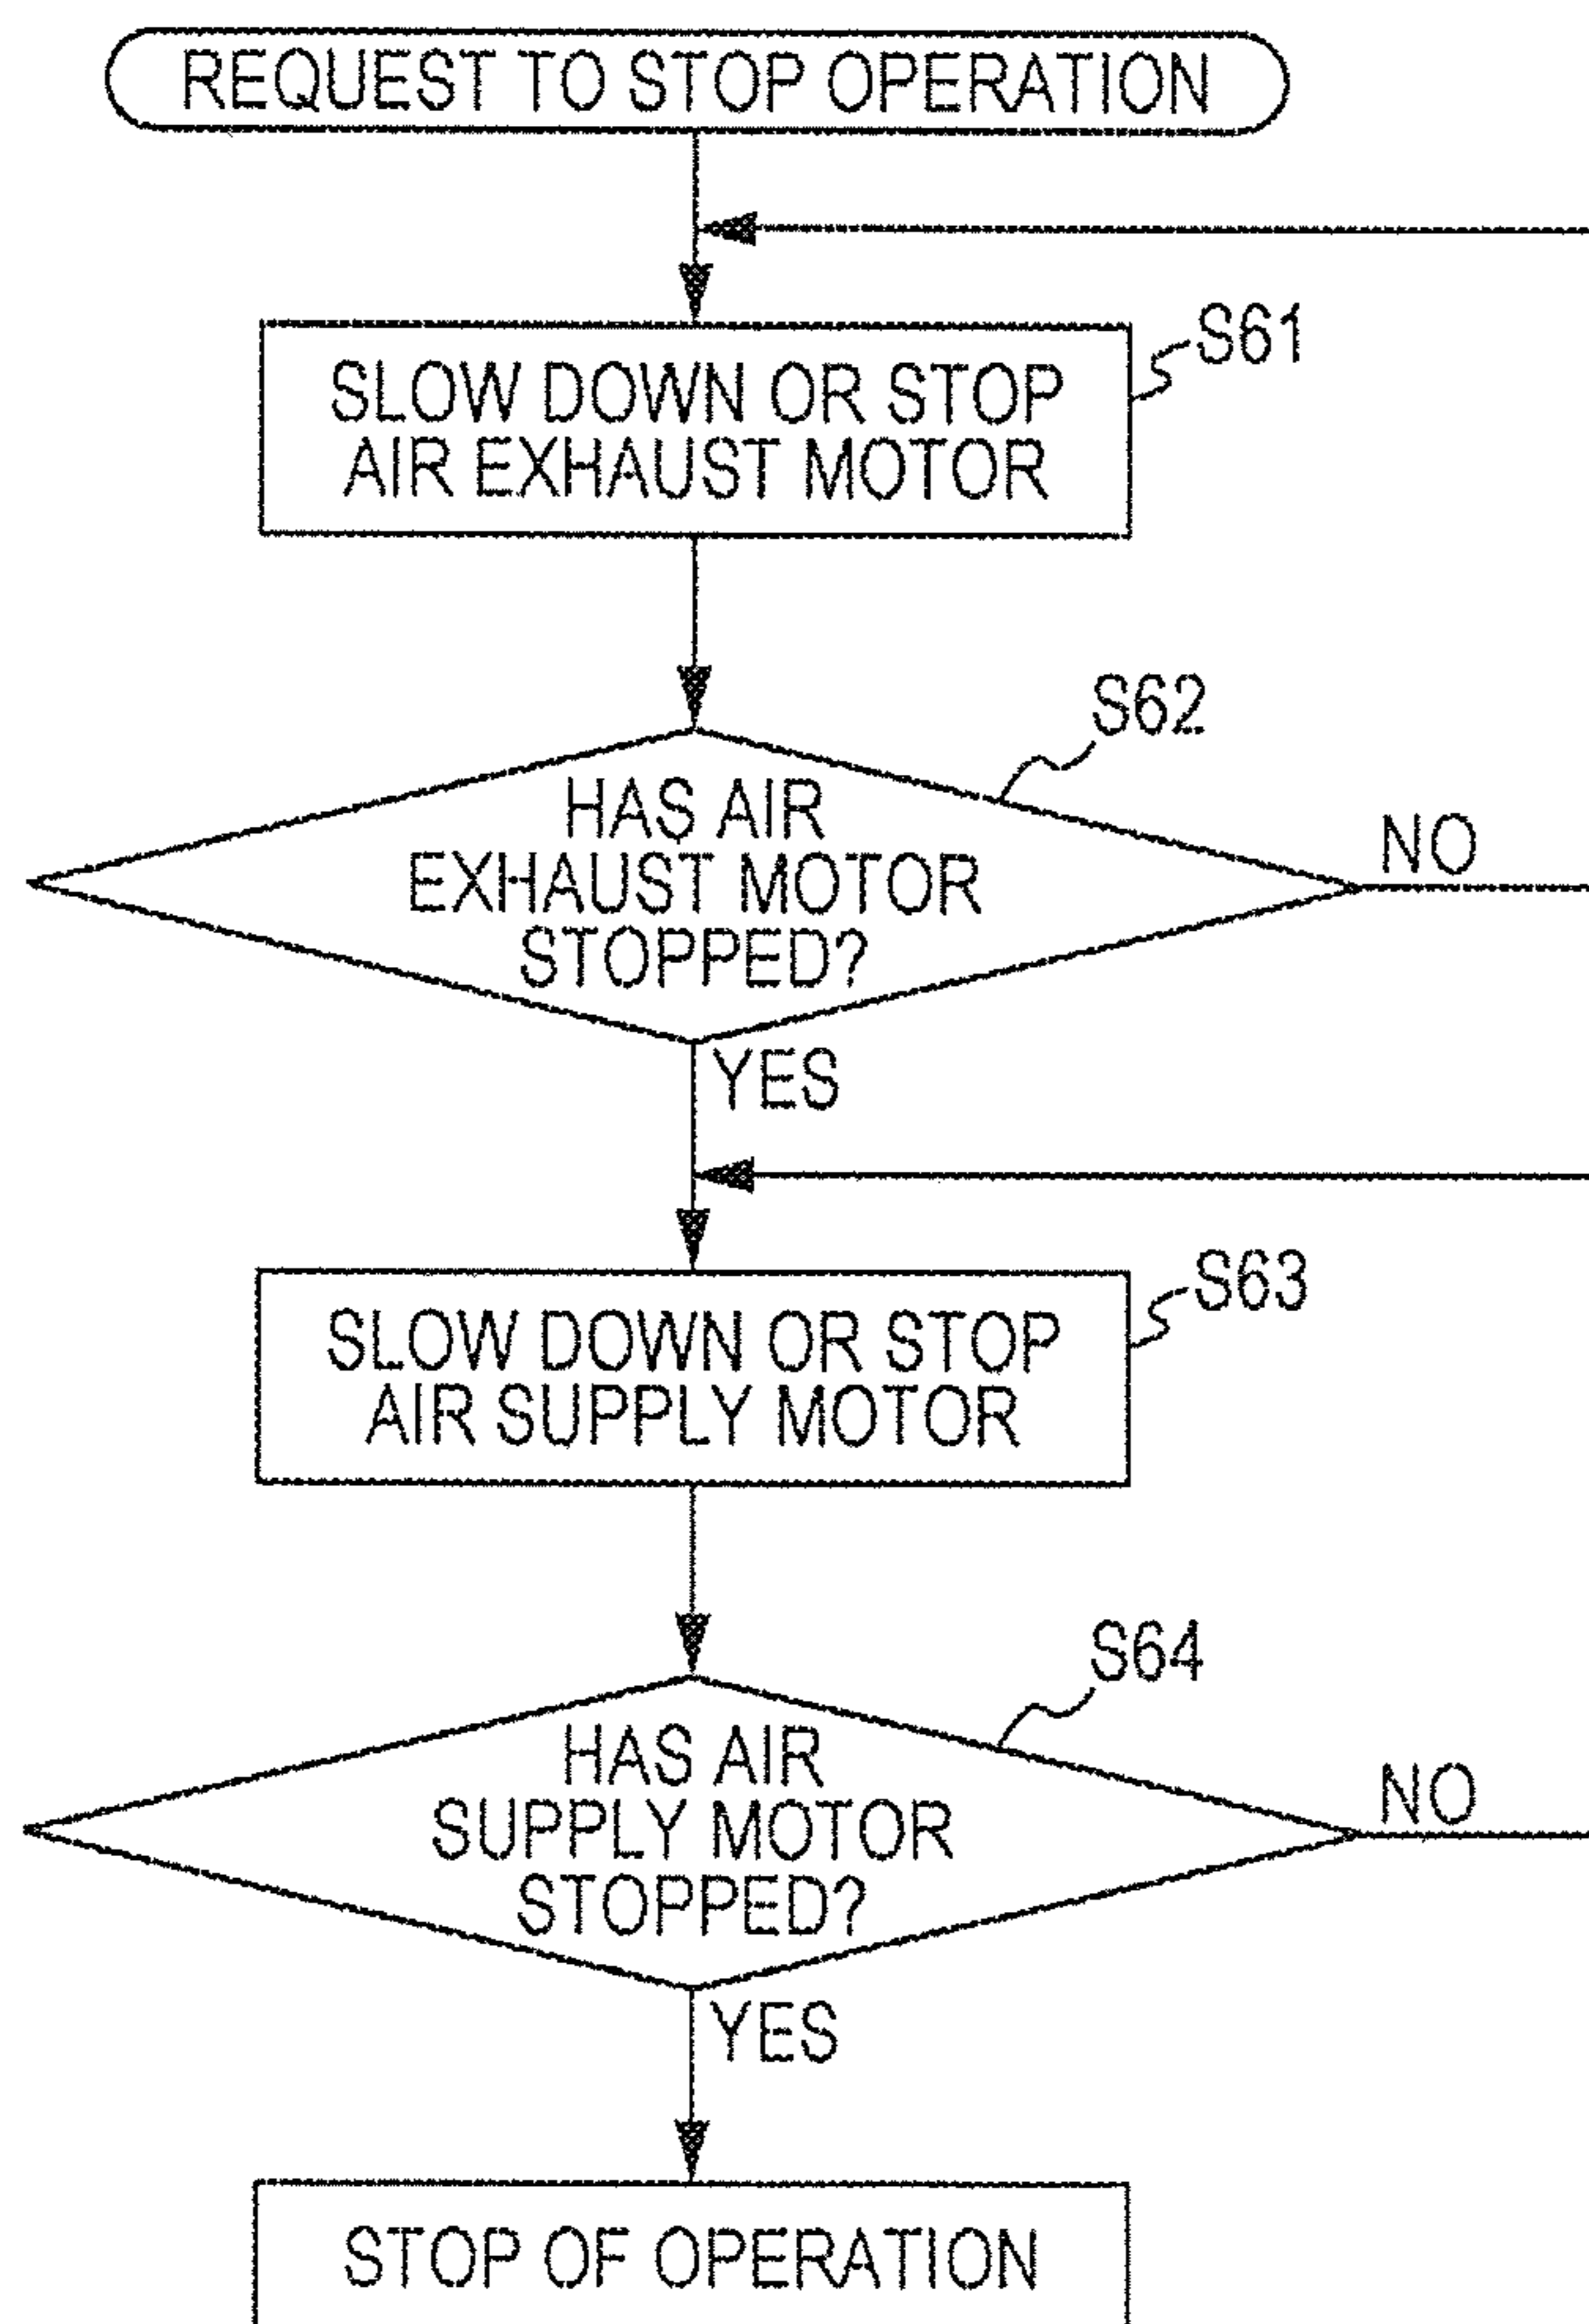 REQUEST TO STOP OPERATION
S61
SLOW DOWN OR STOP
AIR EXHAUST MOTOR
S62
HAS AIR
EXHAUST MOTOR
STOPPED?
NO
YES
S63
SLOW DOWN OR STOP
AIR SUPPLY MOTOR
S64
HAS AIR
SUPPLY MOTOR
STOPPED?
NO
YES
STOP OF OPERATION